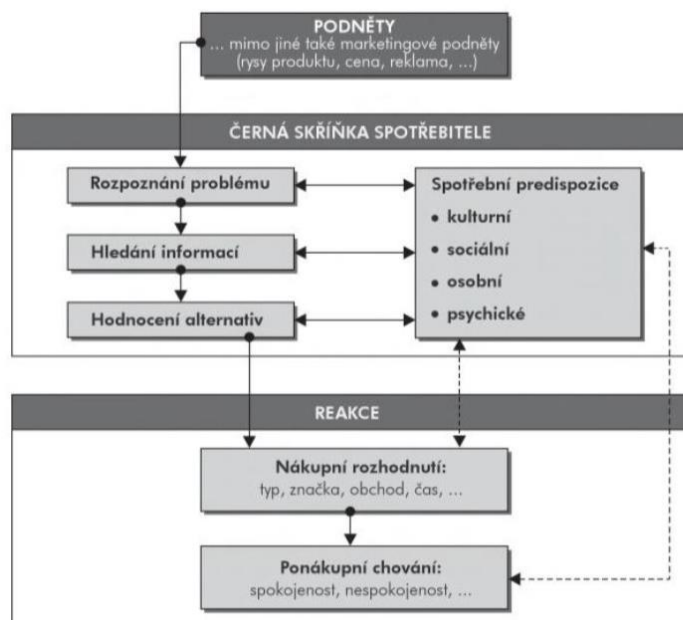 PODNĚTY
... mimo jiné také marketingové podněty
(rysy produktu, cena, reklama, ...)
ČERNÁ SKŘÍŇKA SPOTŘEBITELE
Rozpoznání problému
Hledání informací
Hodnocení alternativ
Spotřební predispozice
• kulturní
• sociální
• osobní
• psychické
REAKCE
Nákupní rozhodnutí:
typ, značka, obchod, čas, ...
Ponákupní chování:
spokojenost, nespokojenost, ...